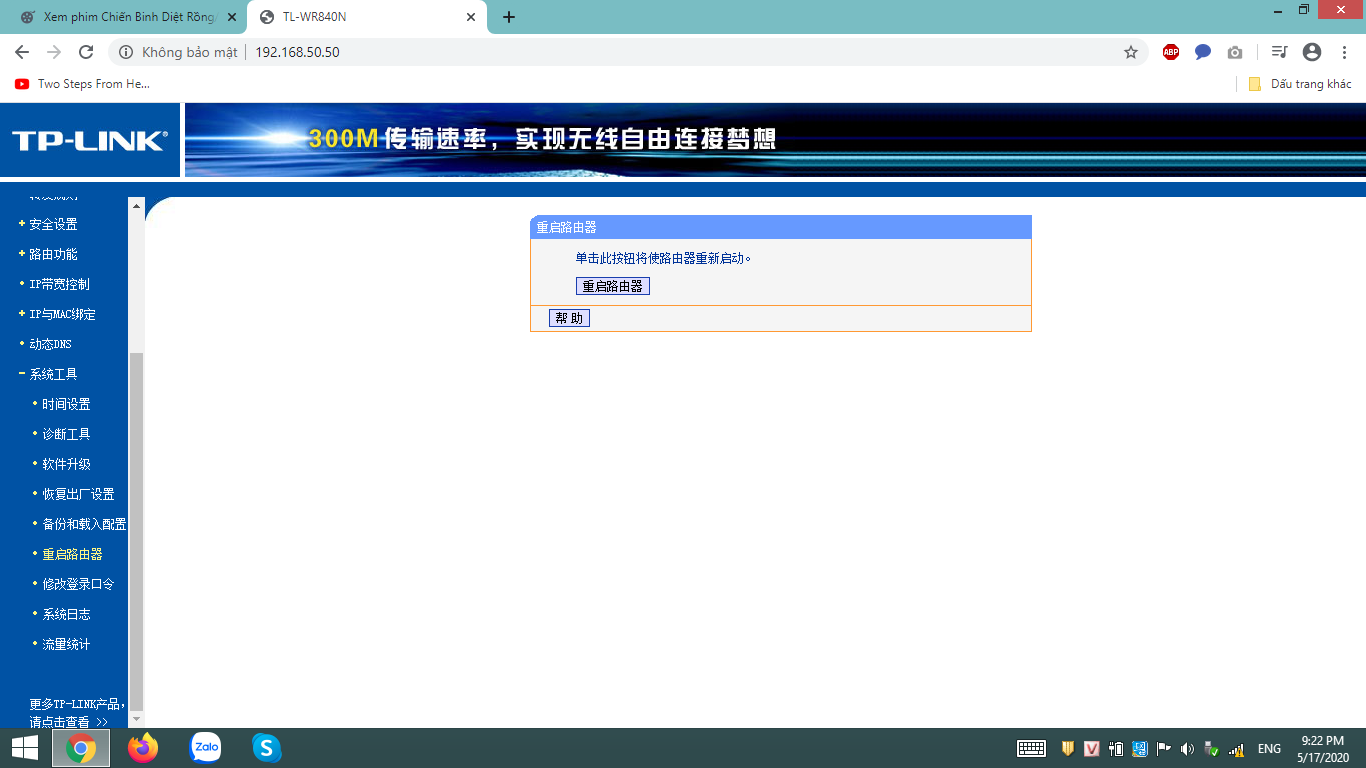 Xem phim Chiến Binh Diệt Rồng
TL-WR840N
Không bảo mật
192.168.50.50
ABP
Two Steps From He...
Dấu trang khác
TP-LINK®
300M传输速率，实现无线自由连接梦想
安全设置
路由功能
IP带宽控制
IP与MAC绑定
动态DNS
系统工具
时间设置
诊断工具
软件升级
恢复出厂设置
备份和载入配置
重启路由器
修改登录口令
系统日志
流量统计
更多TP-LINK产品,
请点击查看 >>
重启路由器
单击此按钮将使路由器重新启动。
重启路由器
帮 助
Zalo
ENG
9:22 PM
5/17/2020